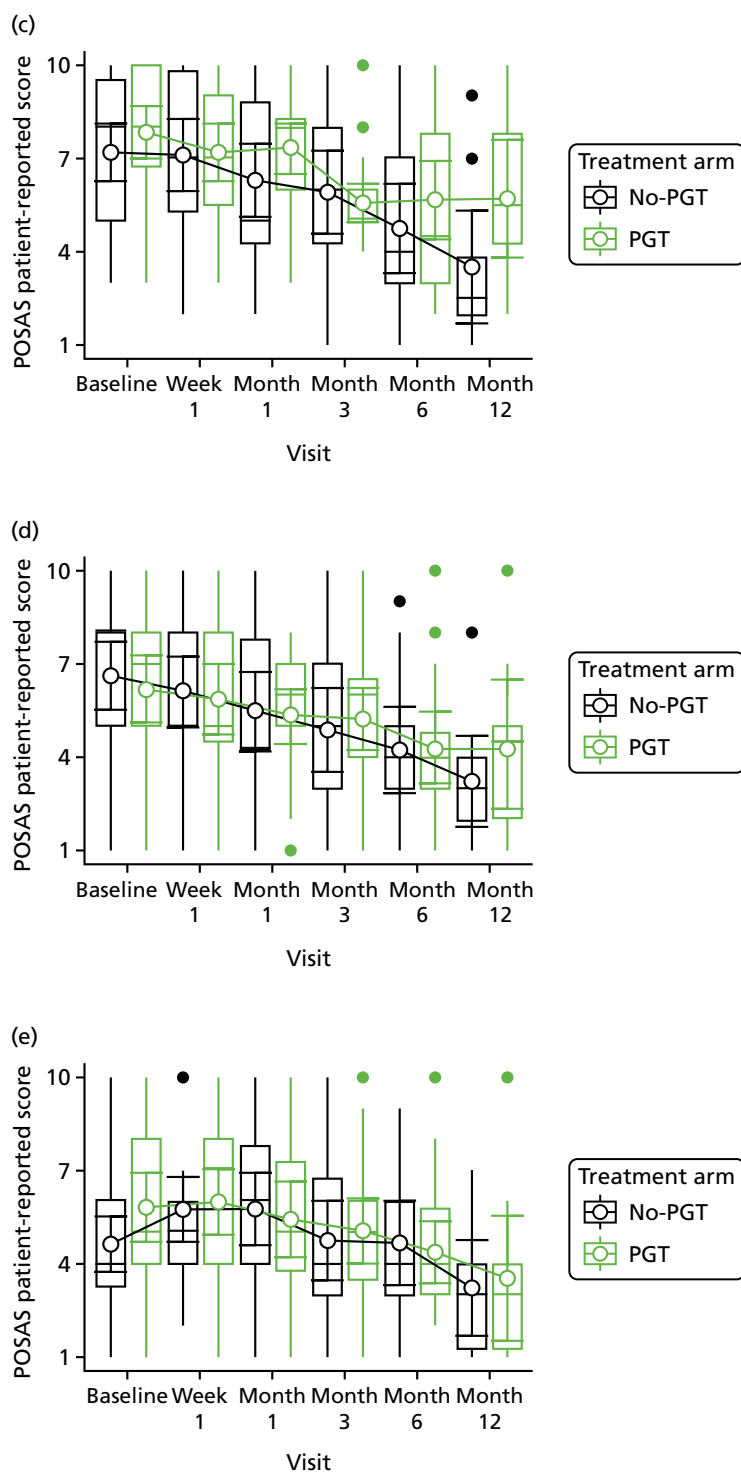 (c)
10
7
4
1
POSAS patient-reported score
Baseline
Week
1
Month
1
Month
3
Month
6
Month
12
Visit
Treatment arm
No-PGT
PGT
(d)
10
7
4
1
POSAS patient-reported score
Baseline
Week
1
Month
1
Month
3
Month
6
Month
12
Visit
Treatment arm
No-PGT
PGT
(e)
10
7
4
1
POSAS patient-reported score
Baseline
Week
1
Month
1
Month
3
Month
6
Month
12
Visit
Treatment arm
No-PGT
PGT